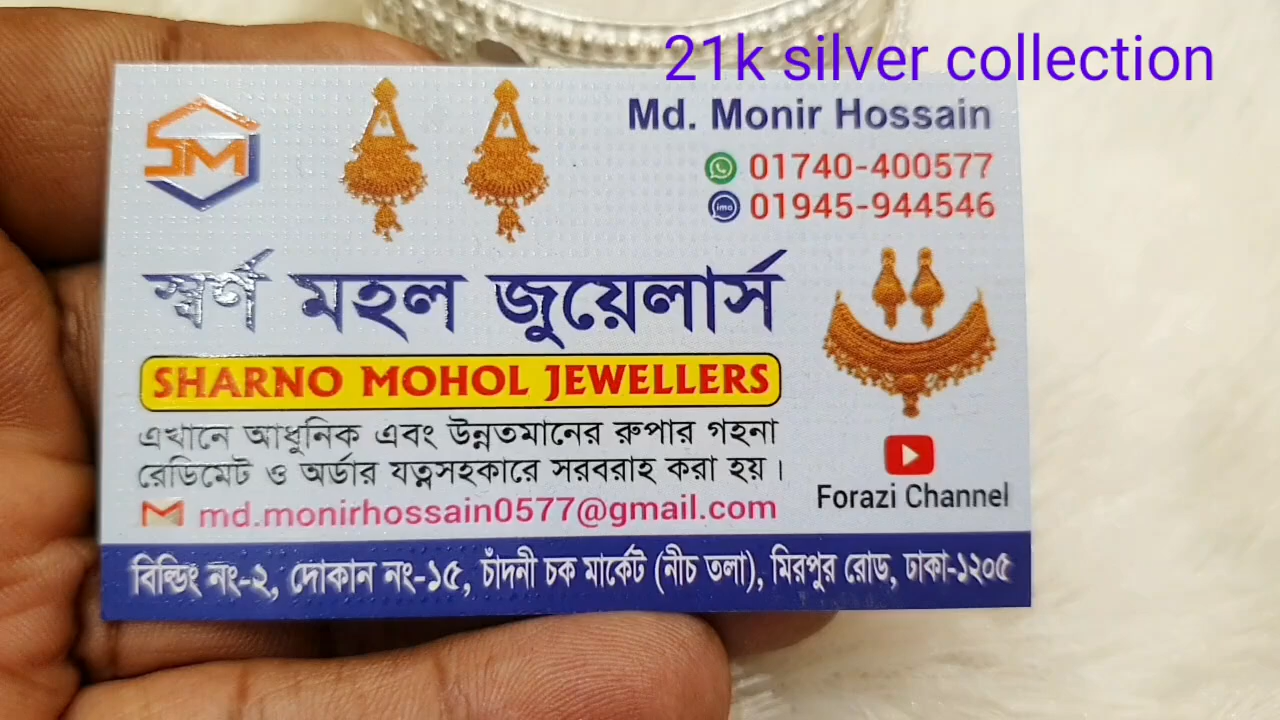 21k silver collection
SM
Md. Monir Hossain
01740-400577
imo 01945-944546
স্বর্ণ মহল জুয়েলার্স
SHARNO MOHOL JEWELLERS
এখানে আধুনিক এবং উন্নতমানের রুপার গহনা
রেডিমেট ও অর্ডার যত্নসহকারে সরবরাহ করা হয়।
md.monirhossain0577@gmail.com
Forazi Channel
বিল্ডিং নং-২, দোকান নং-১৫, চাঁদনী চক মার্কেট (নীচ তলা), মিরপুর রোড, ঢাকা-১২০৫